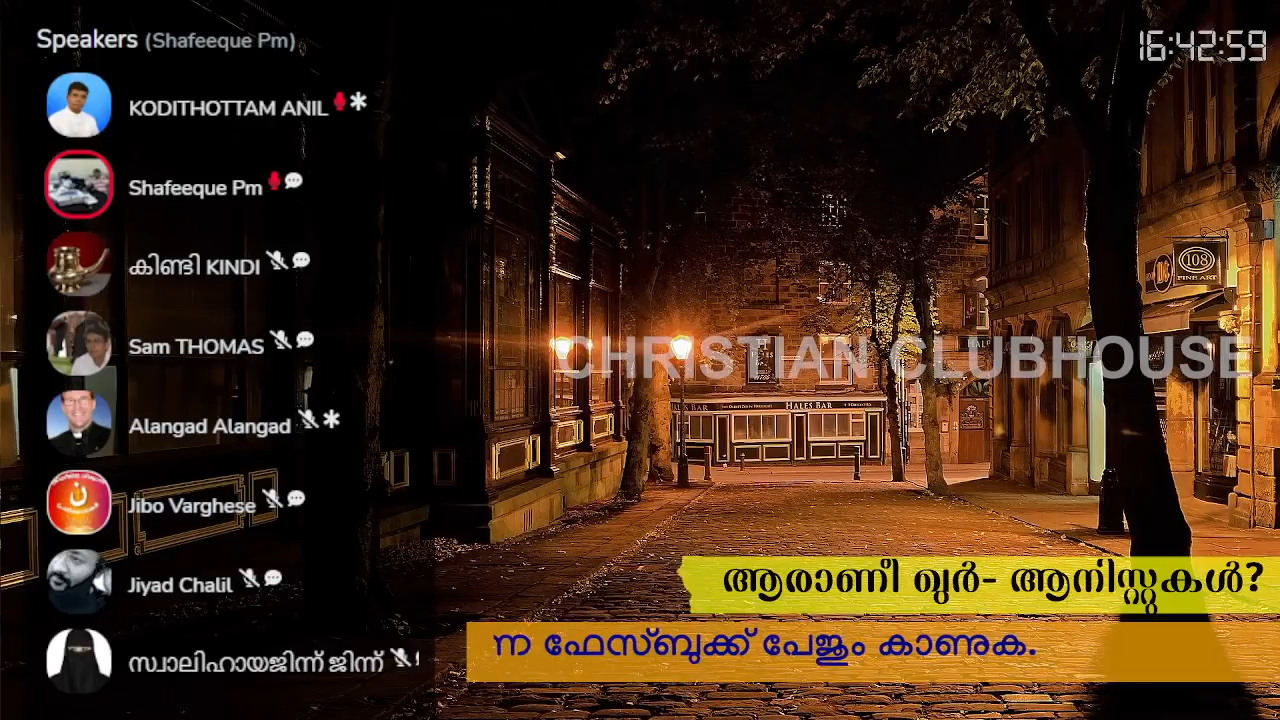 Speakers (Shafeeque Pm)
16:42:59
KODITHOTTAM ANIL
Shafeeque Pm
കിണ്ടി KINDI
Sam THOMAS
Alangad Alangad
Jibo Varghese
Jiyad Chalil
സ്വാലിഹായജിന്ന് ജിന്ന്
108
FINE ART
CHRISTIAN CLUBHOUSE
HALES BAR
ആരാണീ ഖുർ- ആനിസ്റ്റുകൾ?
ന്ന ഫേസ്ബുക്ക് പേജും കാണുക.